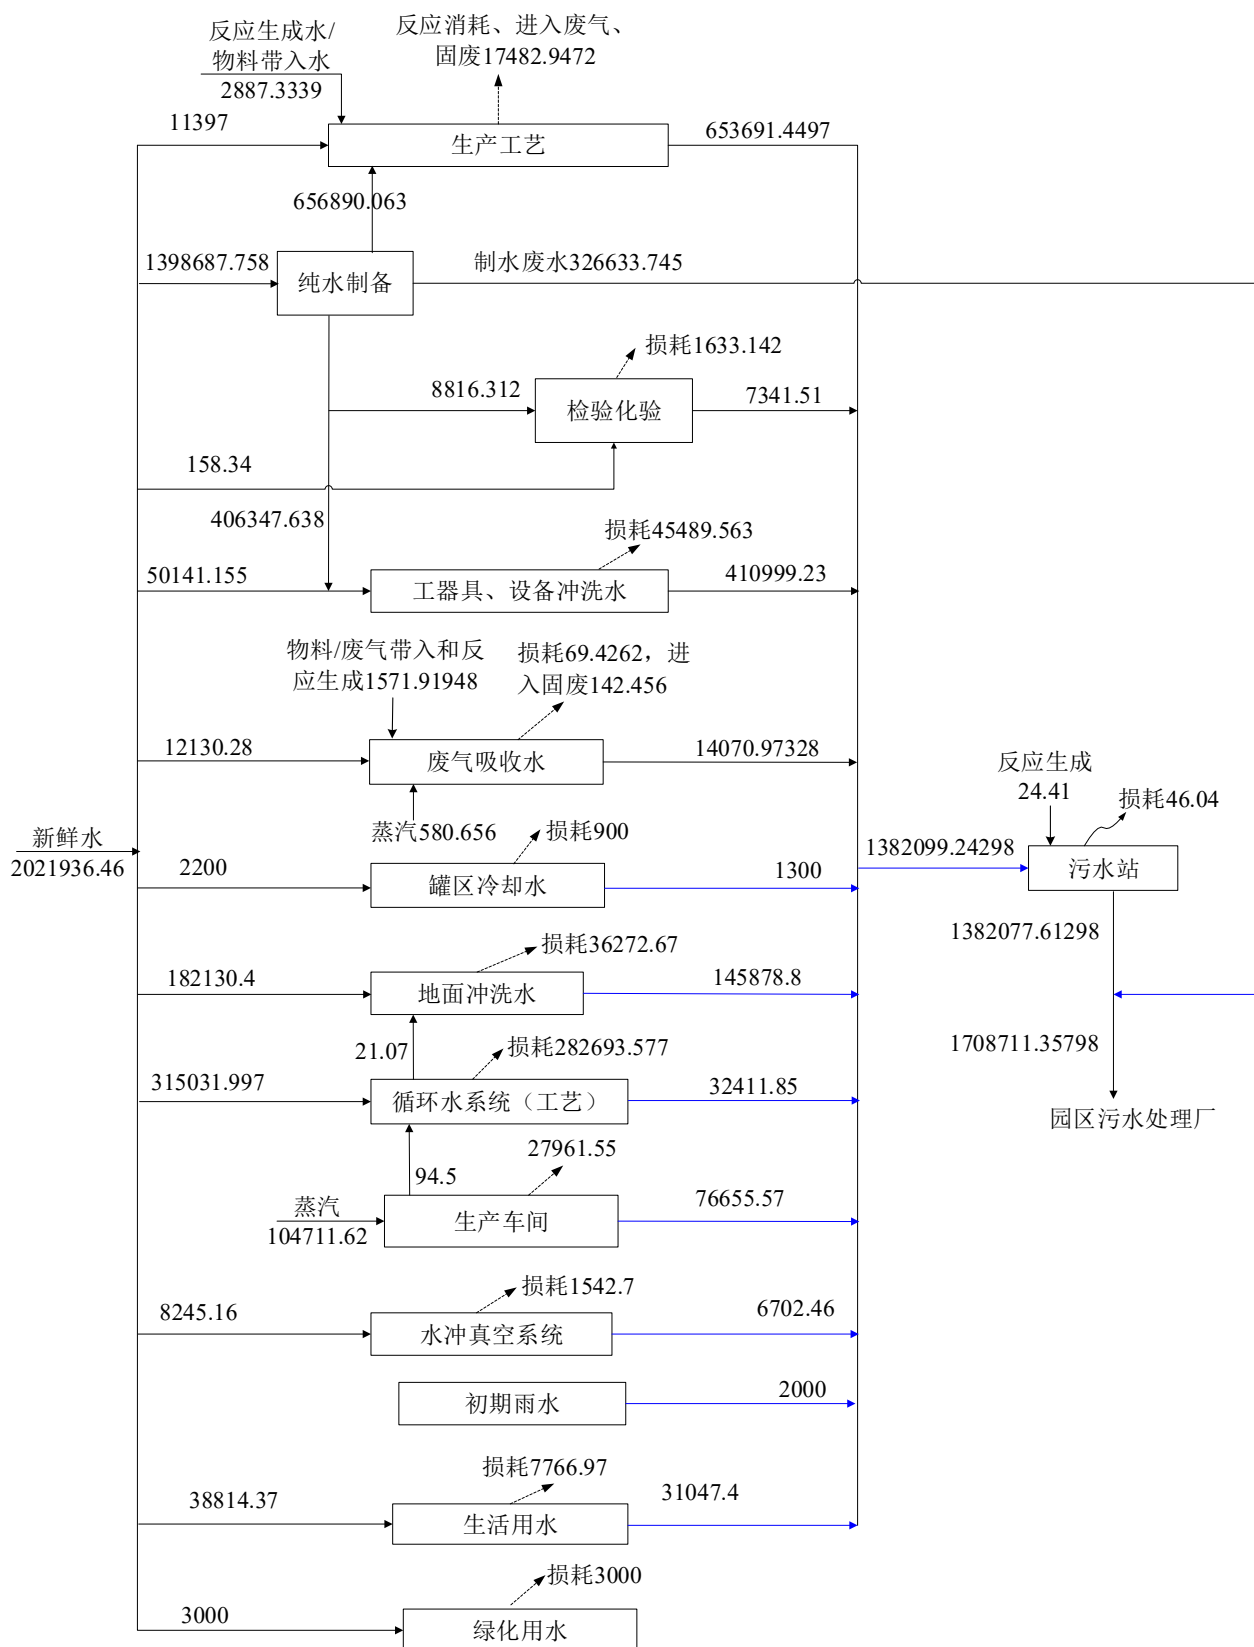 反应生成水/
物料带入水
2887.3339
反应消耗、进入废气、
固废17482.9472
11397
生产工艺
653691.4497
656890.063
1398687.758
纯水制备
制水废水326633.745
损耗1633.142
8816.312
检验化验
7341.51
158.34
406347.638
损耗45489.563
50141.155
工器具、设备冲洗水
410999.23
物料/废气带入和反
应生成1571.91948
损耗69.4262，进
入固废142.456
12130.28
废气吸收水
14070.97328
蒸汽580.656
反应生成
24.41
损耗46.04
新鲜水
2021936.46
损耗900
2200
罐区冷却水
1300
1382099.24298
污水站
1382077.61298
损耗36272.67
182130.4
地面冲洗水
145878.8
21.07
损耗282693.577
1708711.35798
315031.997
循环水系统（工艺）
32411.85
园区污水处理厂
94.5
27961.55
蒸汽
104711.62
生产车间
76655.57
损耗1542.7
8245.16
水冲真空系统
6702.46
初期雨水
2000
损耗7766.97
38814.37
生活用水
31047.4
损耗3000
3000
绿化用水